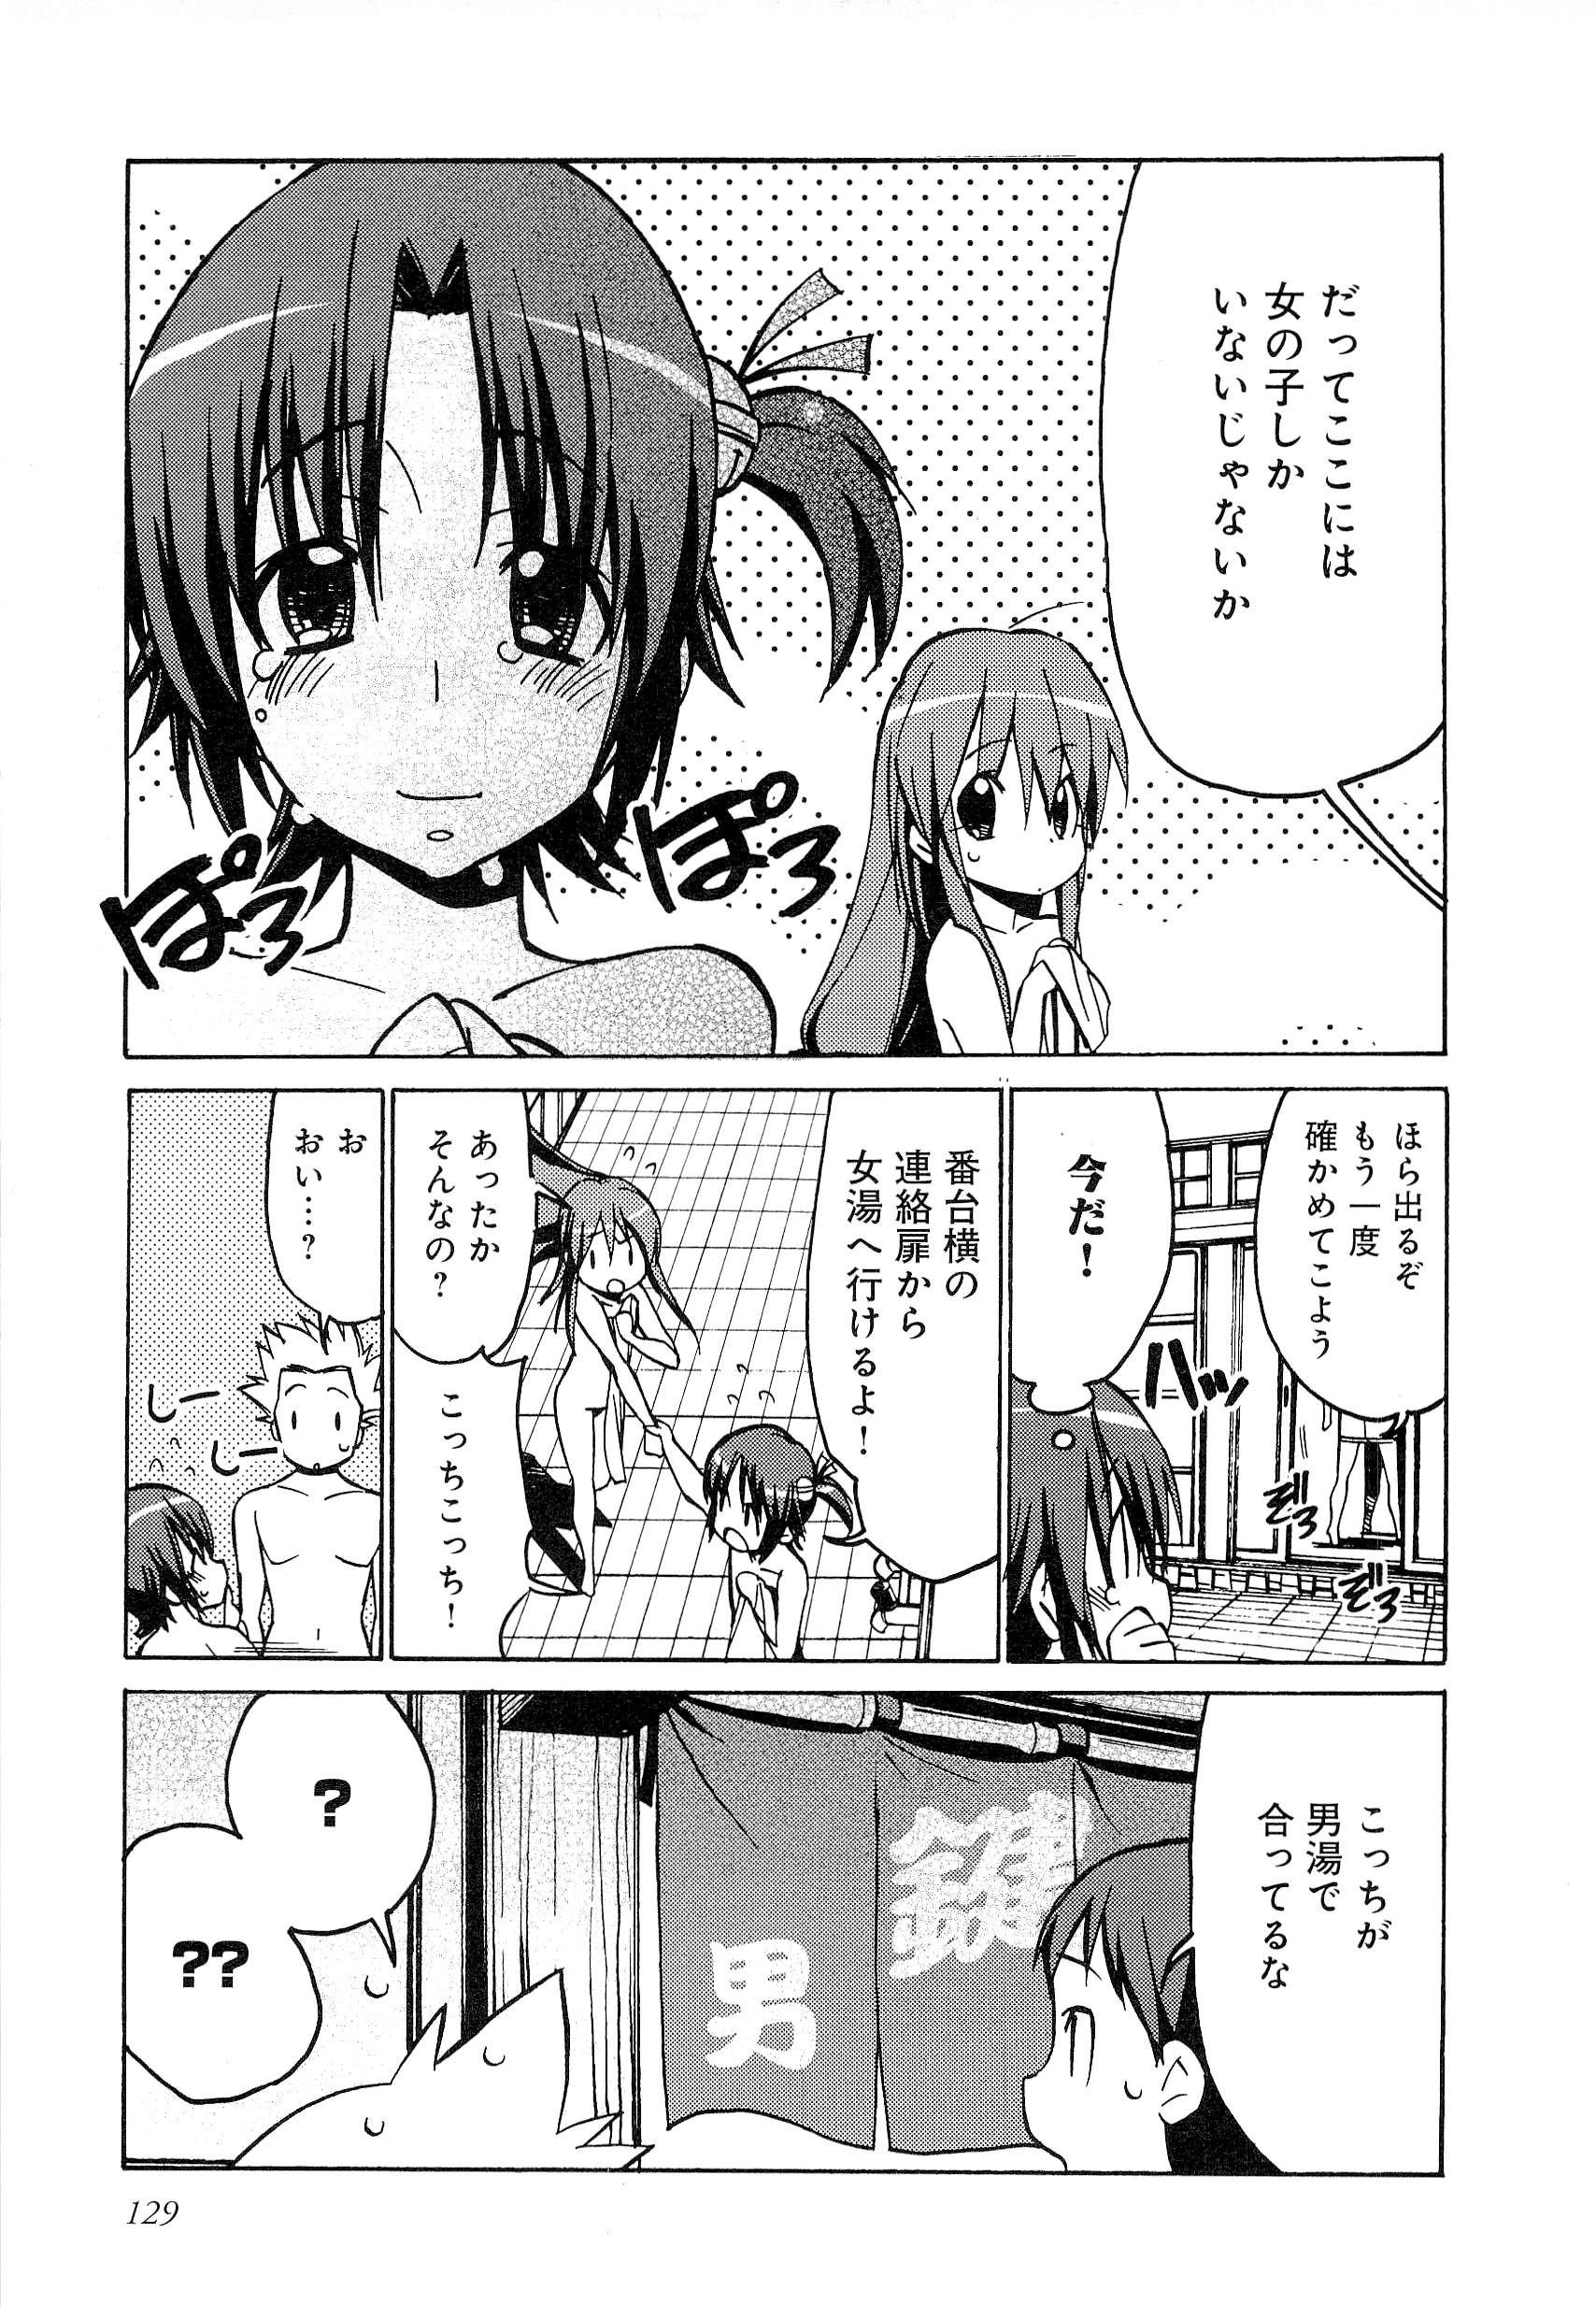 だってここには
女の子しか
いないじゃないか
ぽろ
ぽろ
ほら出るぞ
もう一度
確かめてこよう
今だ!
ハッ
ぞろ
ぞろ
番台横の
連絡扉から
女湯へ行けるよ!
あったか
そんなの?
こっちこっち!
お
おい…?
しー
しー
こっちが
男湯で
合ってるな
鍵
男
?
??
129